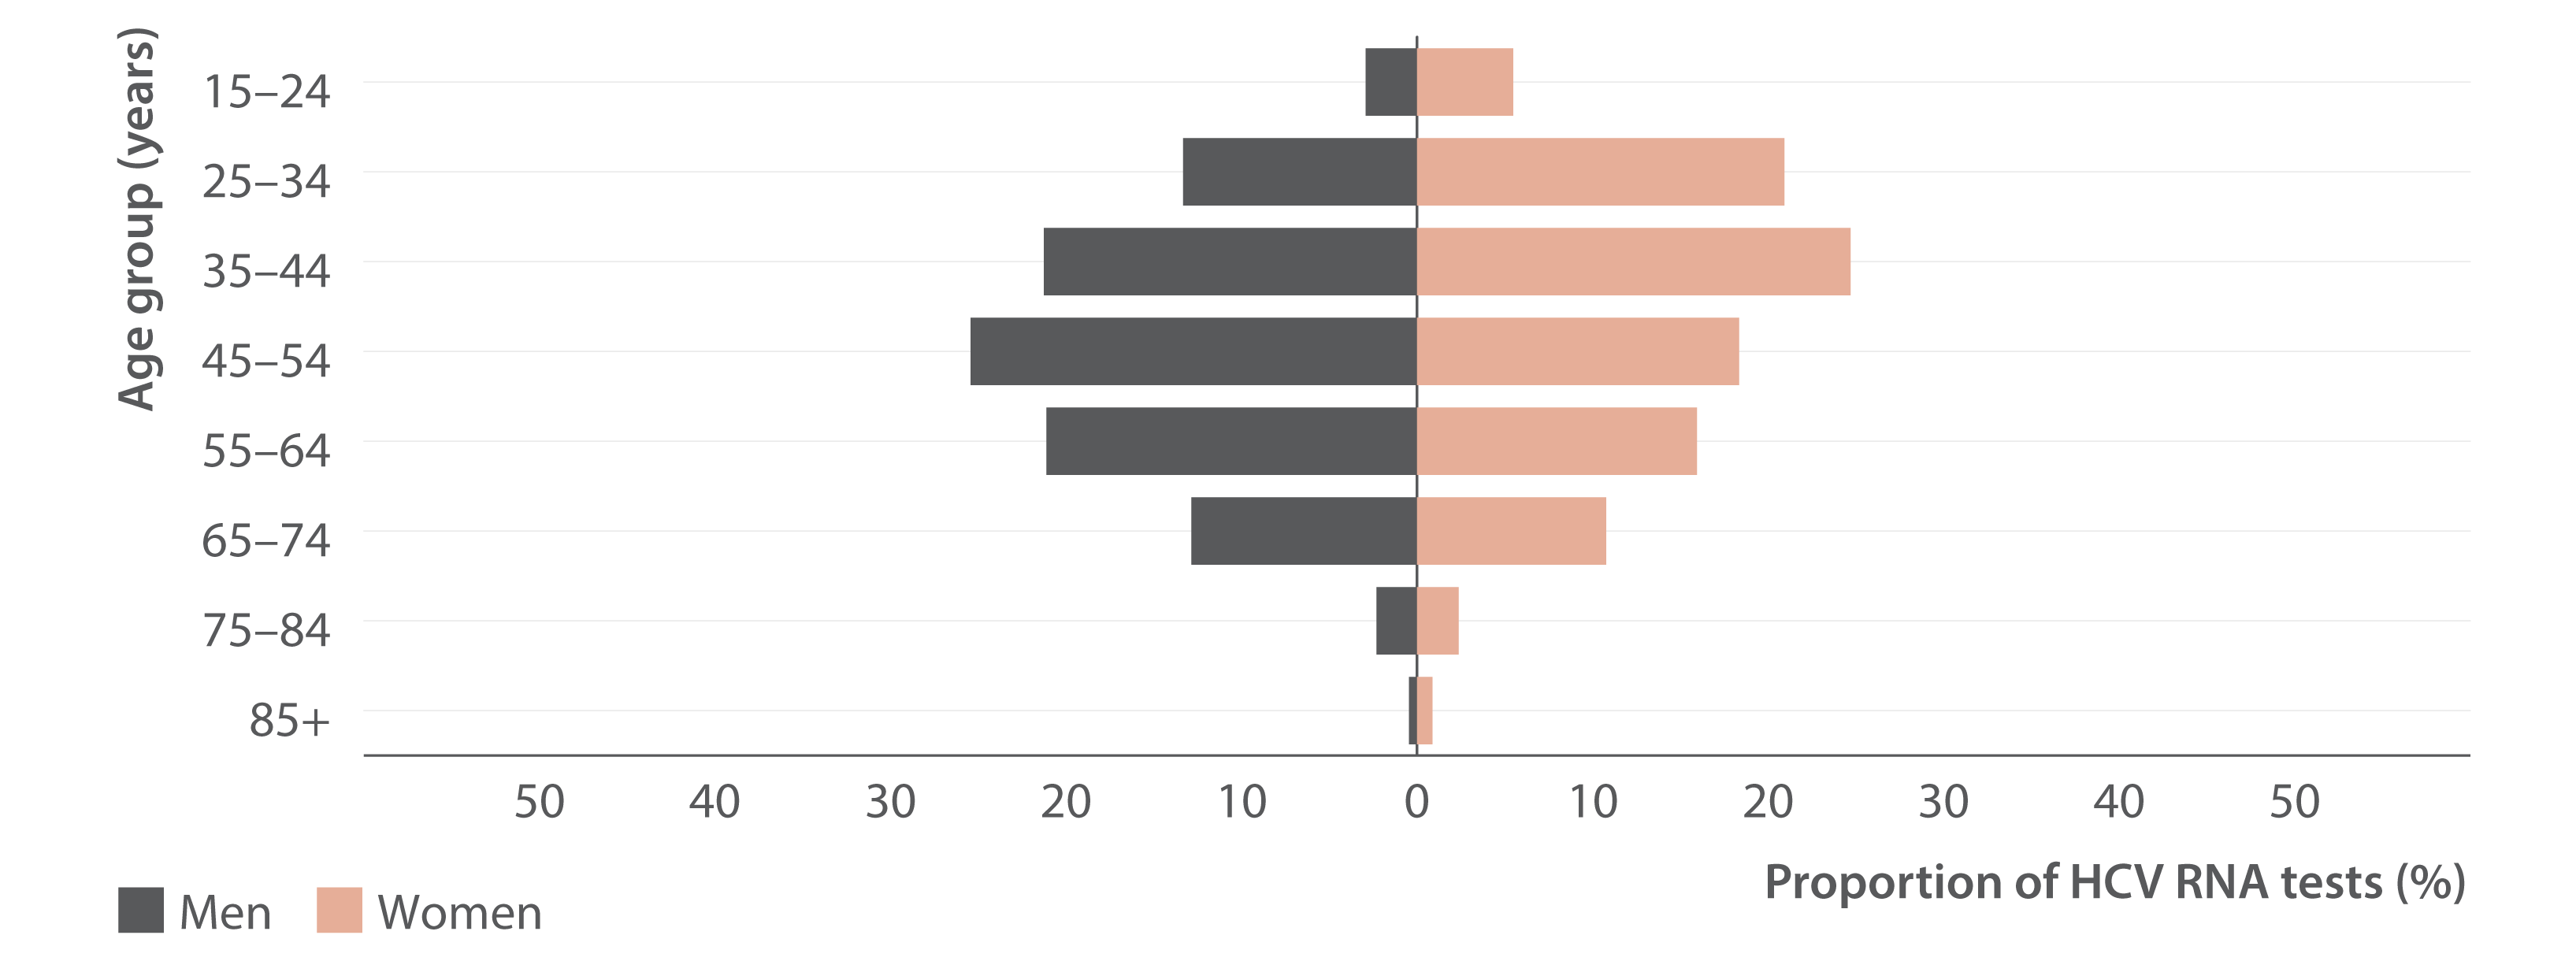 Age group (years)
15–24
25–34
35–44
45–54
55–64
65–74
75–84
85+
50 40 30 20 10 0 10 20 30 40 50
Proportion of HCV RNA tests (%)
Men Women